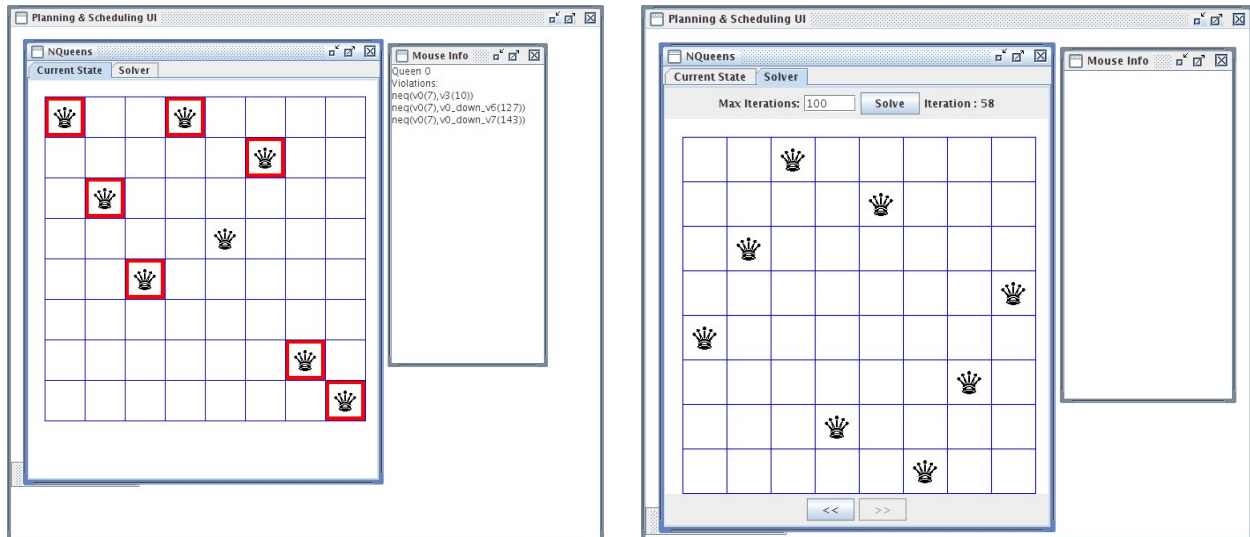 Planning & Scheduling UI
NQueens
Current State Solver
Mouse Info
Queen 0
Violations:
neq(v0(7),v3(10))
neq(v0(7),v0_down_v6(127))
neq(v0(7),v0_down_v7(143))
Planning & Scheduling UI
NQueens
Current State Solver
Max Iterations: 100 Solve Iteration : 58
<< >>
Mouse Info